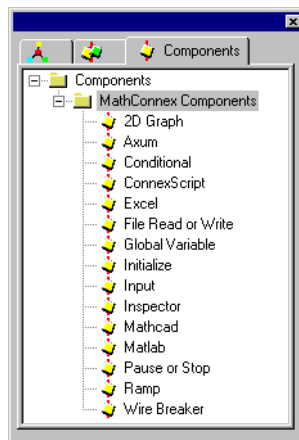 Components
Components
MathConnex Components
2D Graph
Axum
Conditional
ConnexScript
Excel
File Read or Write
Global Variable
Initialize
Input
Inspector
Mathcad
Matlab
Pause or Stop
Ramp
Wire Breaker